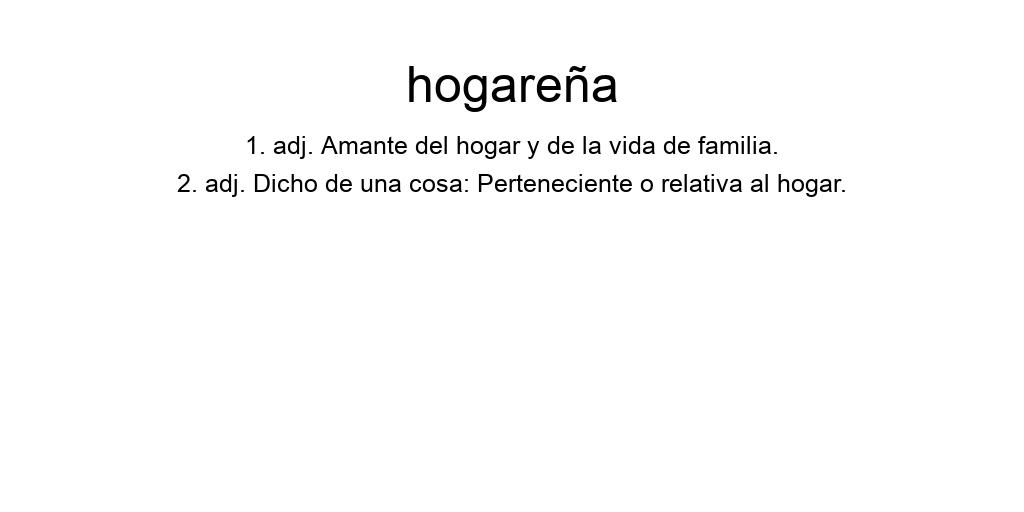 hogareña
1. adj. Amante del hogar y de la vida de familia.
2. adj. Dicho de una cosa: Perteneciente o relativa al hogar.